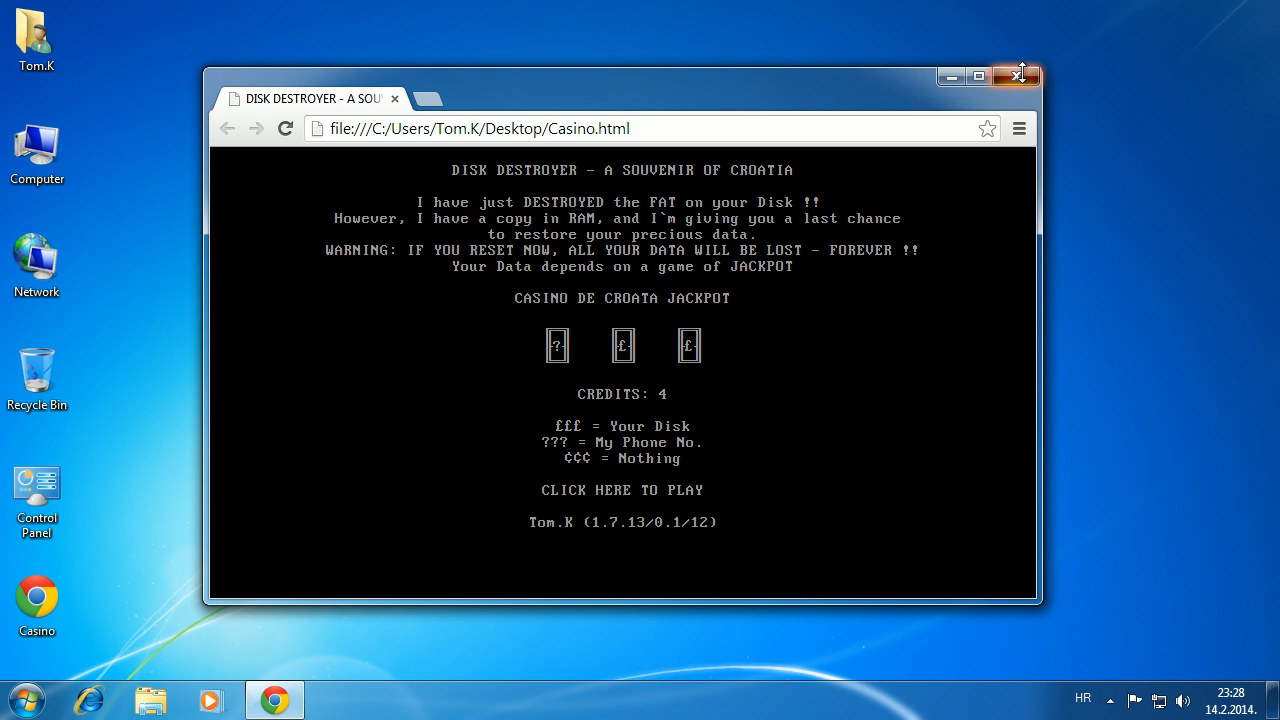 Tom.K
Computer
Network
Recycle Bin
Control
Panel
Casino
DISK DESTROYER - A SOU
file:///C:/Users/Tom.K/Desktop/Casino.html
DISK DESTROYER - A SOUVENIR OF CROATIA
I have just DESTROYED the FAT on your Disk !!
However, I have a copy in RAM, and I`m giving you a last chance
to restore your precious data.
WARNING: IF YOU RESET NOW, ALL YOUR DATA WILL BE LOST - FOREVER !!
Your Data depends on a game of JACKPOT
CASINO DE CROATA JACKPOT
? £ £
CREDITS: 4
£££ = Your Disk
??? = My Phone No.
¢¢¢ = Nothing
CLICK HERE TO PLAY
Tom.K (1.7.13/0.1/12)
HR
23:28
14.2.2014.